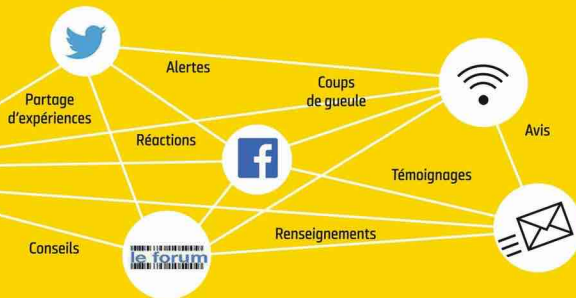 Alertes
Coups
de gueule
Partage
d'expériences
Réactions
Avis
Témoignages
Renseignements
Conseils
le forum